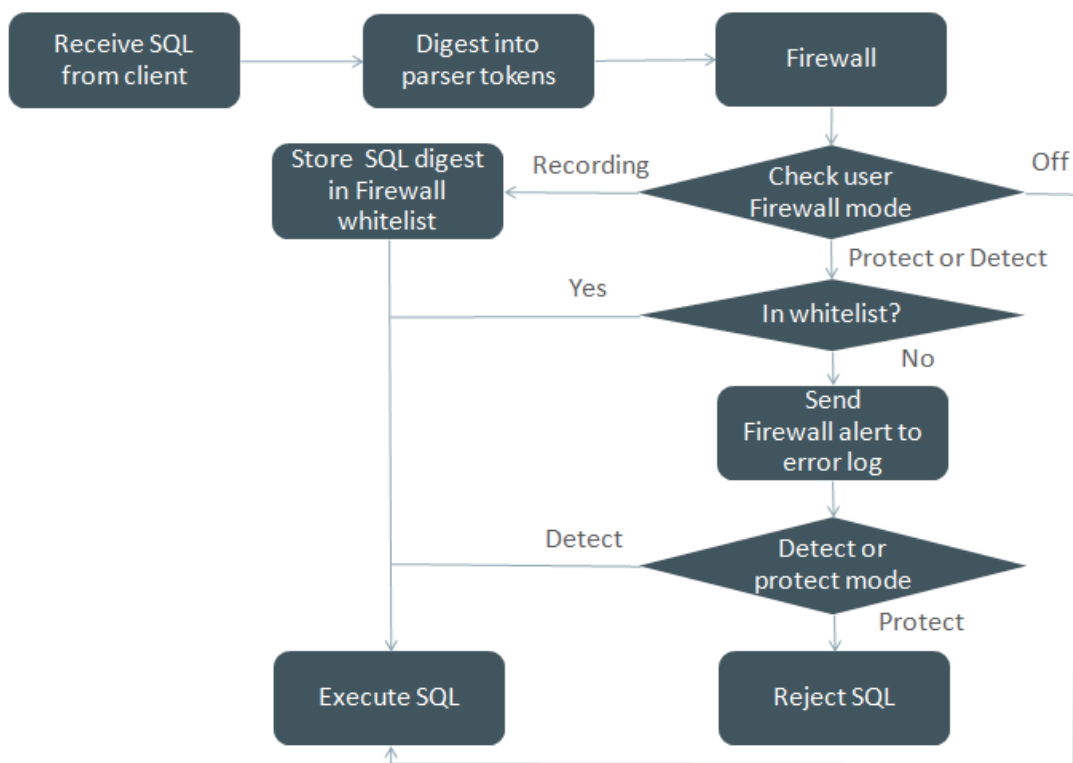 Receive SQL
from client
Digest into
parser tokens
Firewall
Store SQL digest
in Firewall
whitelist
Recording
Check user
Firewall mode
Off
Protect or Detect
Yes
In whitelist?
No
Send
Firewall alert to
error log
Detect
Detect or
protect mode
Protect
Execute SQL
Reject SQL